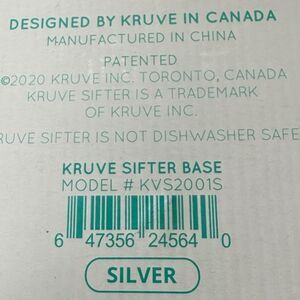 DESIGNED BY KRUVE IN CANADA
MANUFACTURED IN CHINA
PATENTED
©2020 KRUVE INC. TORONTO, CANADA
KRUVE SIFTER IS A TRADEMARK
OF KRUVE INC.
RUVE SIFTER IS NOT DISHWASHER SAFE
KRUVE SIFTER BASE
MODEL # KVS2001S
6 47356 24564 0
SILVER